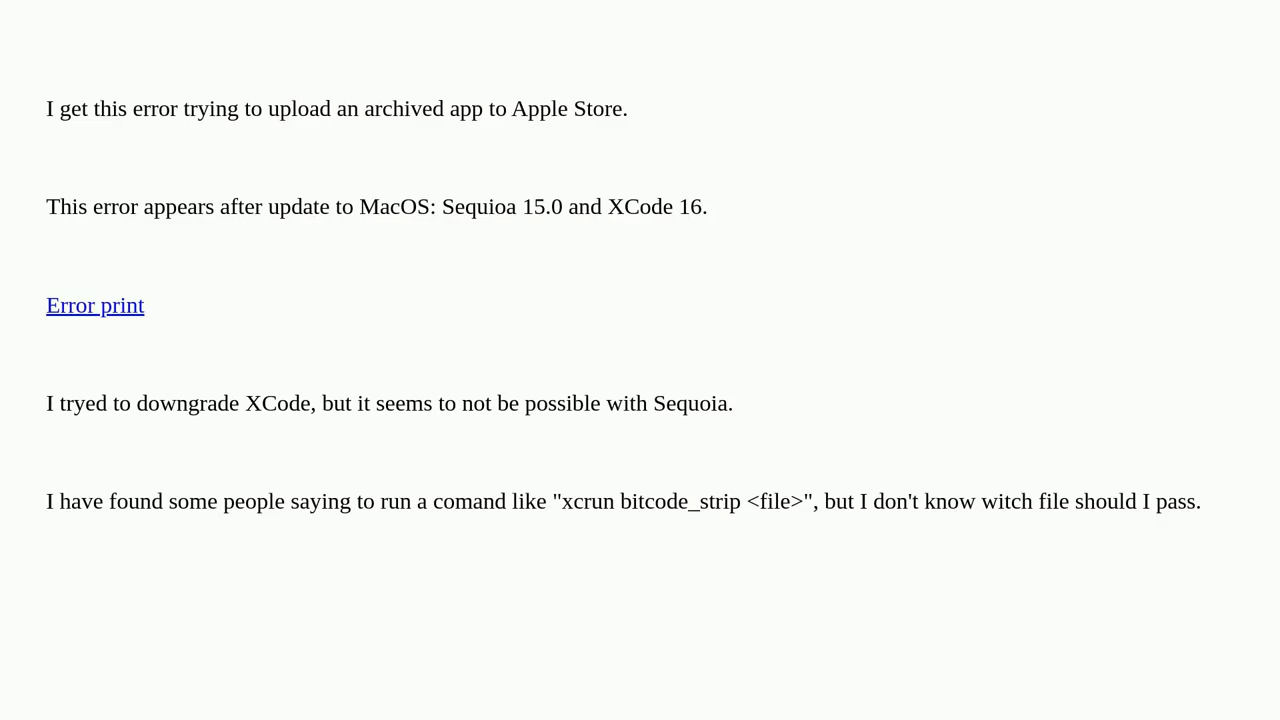 I get this error trying to upload an archived app to Apple Store.
This error appears after update to MacOS: Sequioa 15.0 and XCode 16.
Error print
I tryed to downgrade XCode, but it seems to not be possible with Sequoia.
I have found some people saying to run a comand like "xcrun bitcode_strip <file>", but I don't know witch file should I pass.